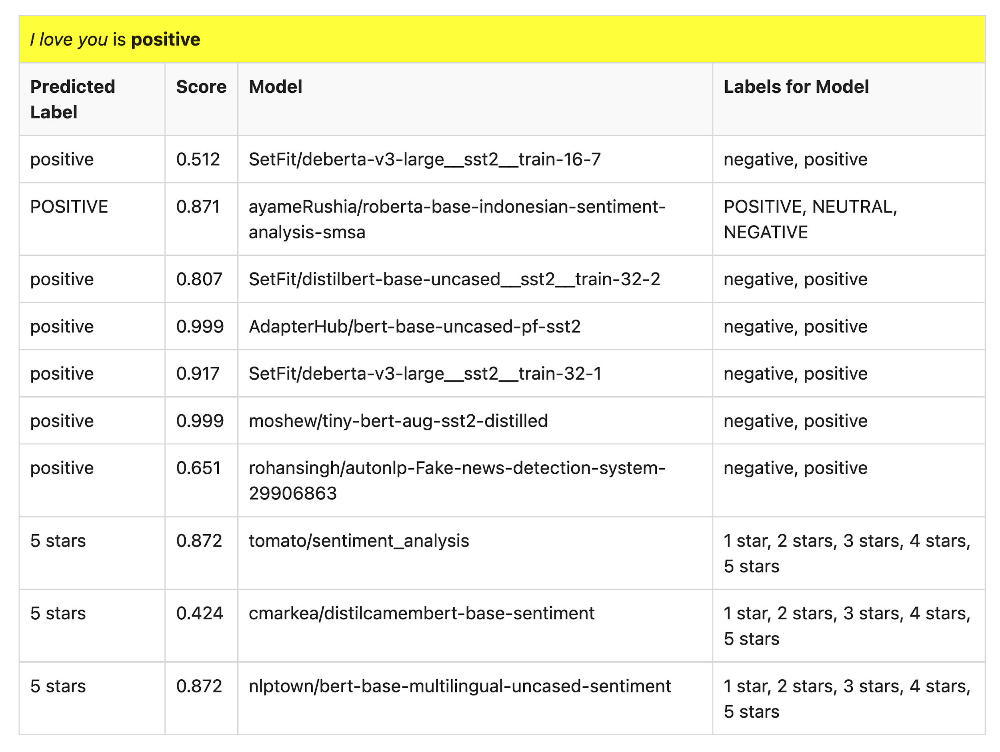 I love you is positive
Predicted Label Score Model Labels for Model
positive 0.512 SetFit/deberta-v3-large__sst2__train-16-7 negative, positive
POSITIVE 0.871 ayameRushia/roberta-base-indonesian-sentiment-analysis-smsa POSITIVE, NEUTRAL, NEGATIVE
positive 0.807 SetFit/distilbert-base-uncased__sst2__train-32-2 negative, positive
positive 0.999 AdapterHub/bert-base-uncased-pf-sst2 negative, positive
positive 0.917 SetFit/deberta-v3-large__sst2__train-32-1 negative, positive
positive 0.999 moshew/tiny-bert-aug-sst2-distilled negative, positive
positive 0.651 rohansingh/autonlp-Fake-news-detection-system-29906863 negative, positive
5 stars 0.872 tomato/sentiment_analysis 1 star, 2 stars, 3 stars, 4 stars, 5 stars
5 stars 0.424 cmarkea/distilcamembert-base-sentiment 1 star, 2 stars, 3 stars, 4 stars, 5 stars
5 stars 0.872 nlptown/bert-base-multilingual-uncased-sentiment 1 star, 2 stars, 3 stars, 4 stars, 5 stars